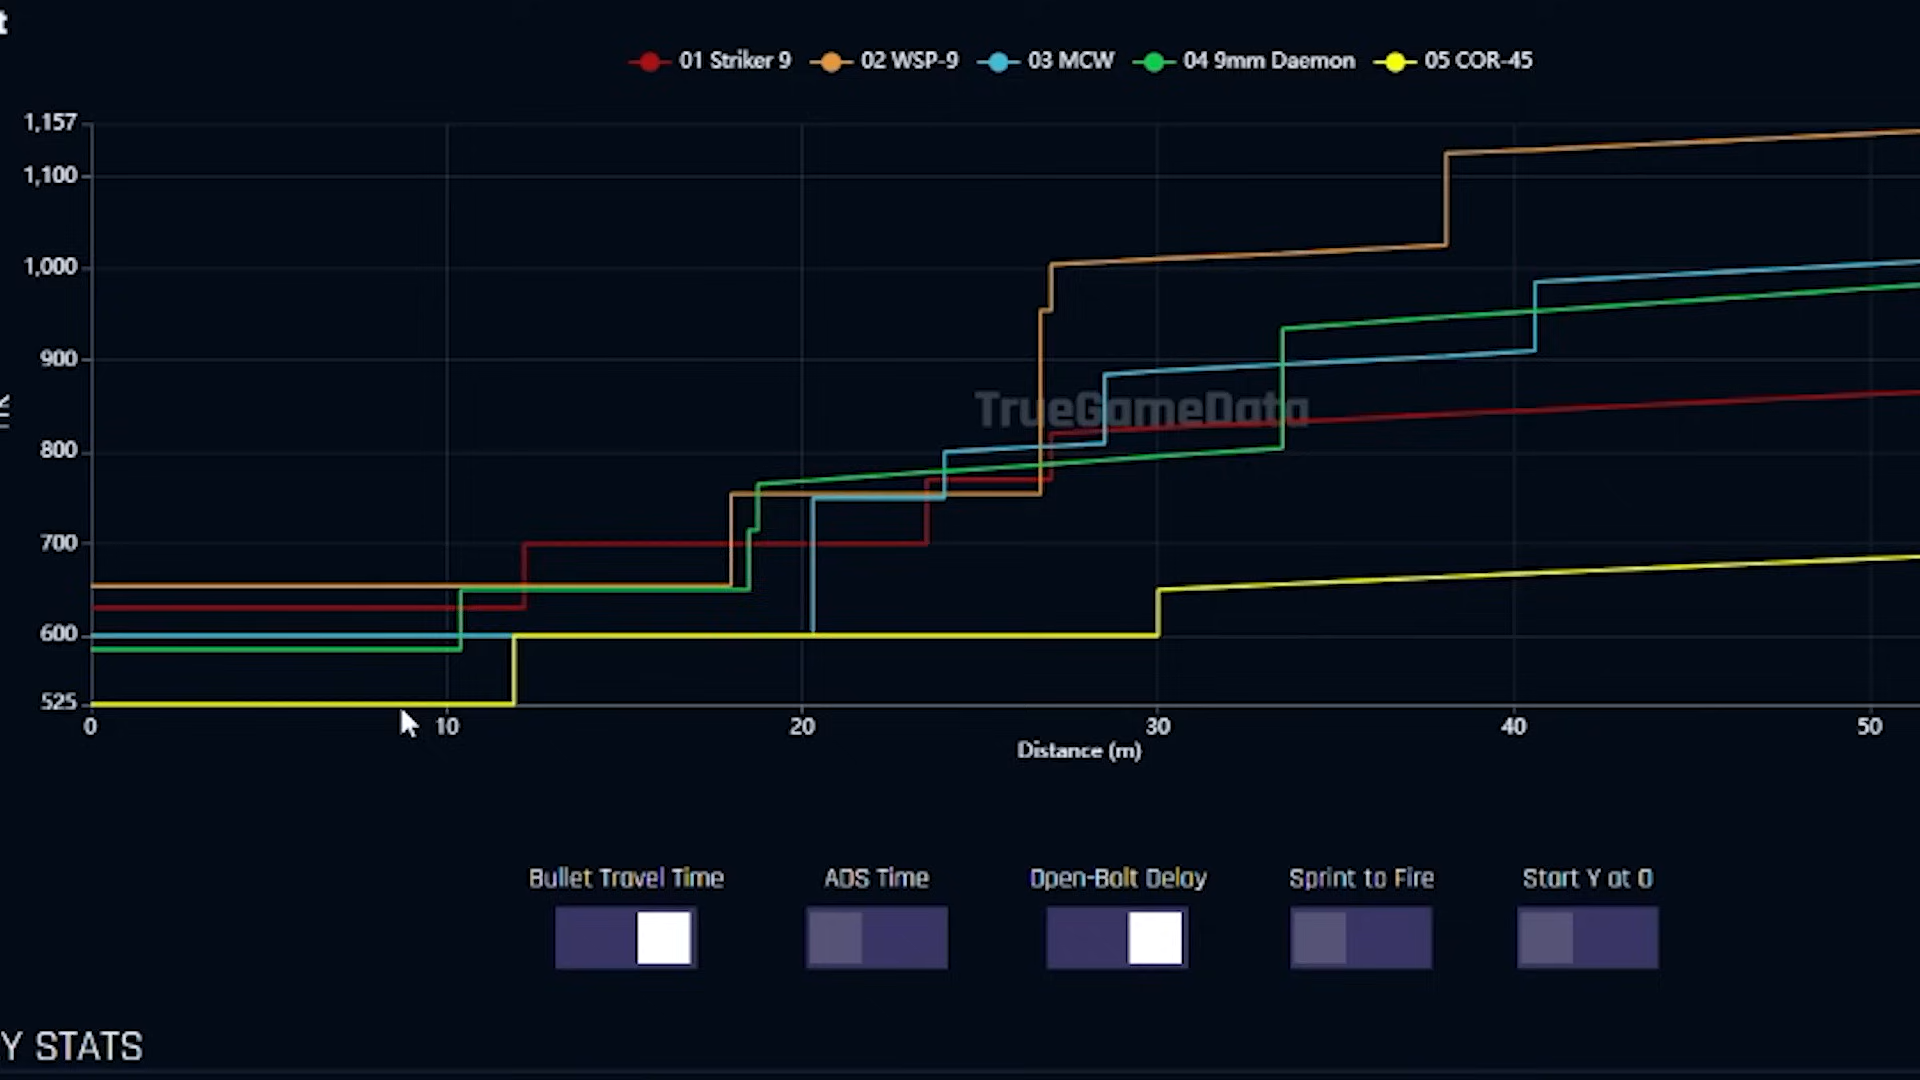 t
01 Striker 9 02 WSP-9 03 MCW 04 9mm Daemon 05 COR-45
1,157
1,100
1,000
900
800
700
600
525
TrueGameData
0 10 20 30 40 50
Distance (m)
Bullet Travel Time ADS Time Open-Bolt Delay Sprint to Fire Start Y at 0
Y STATS